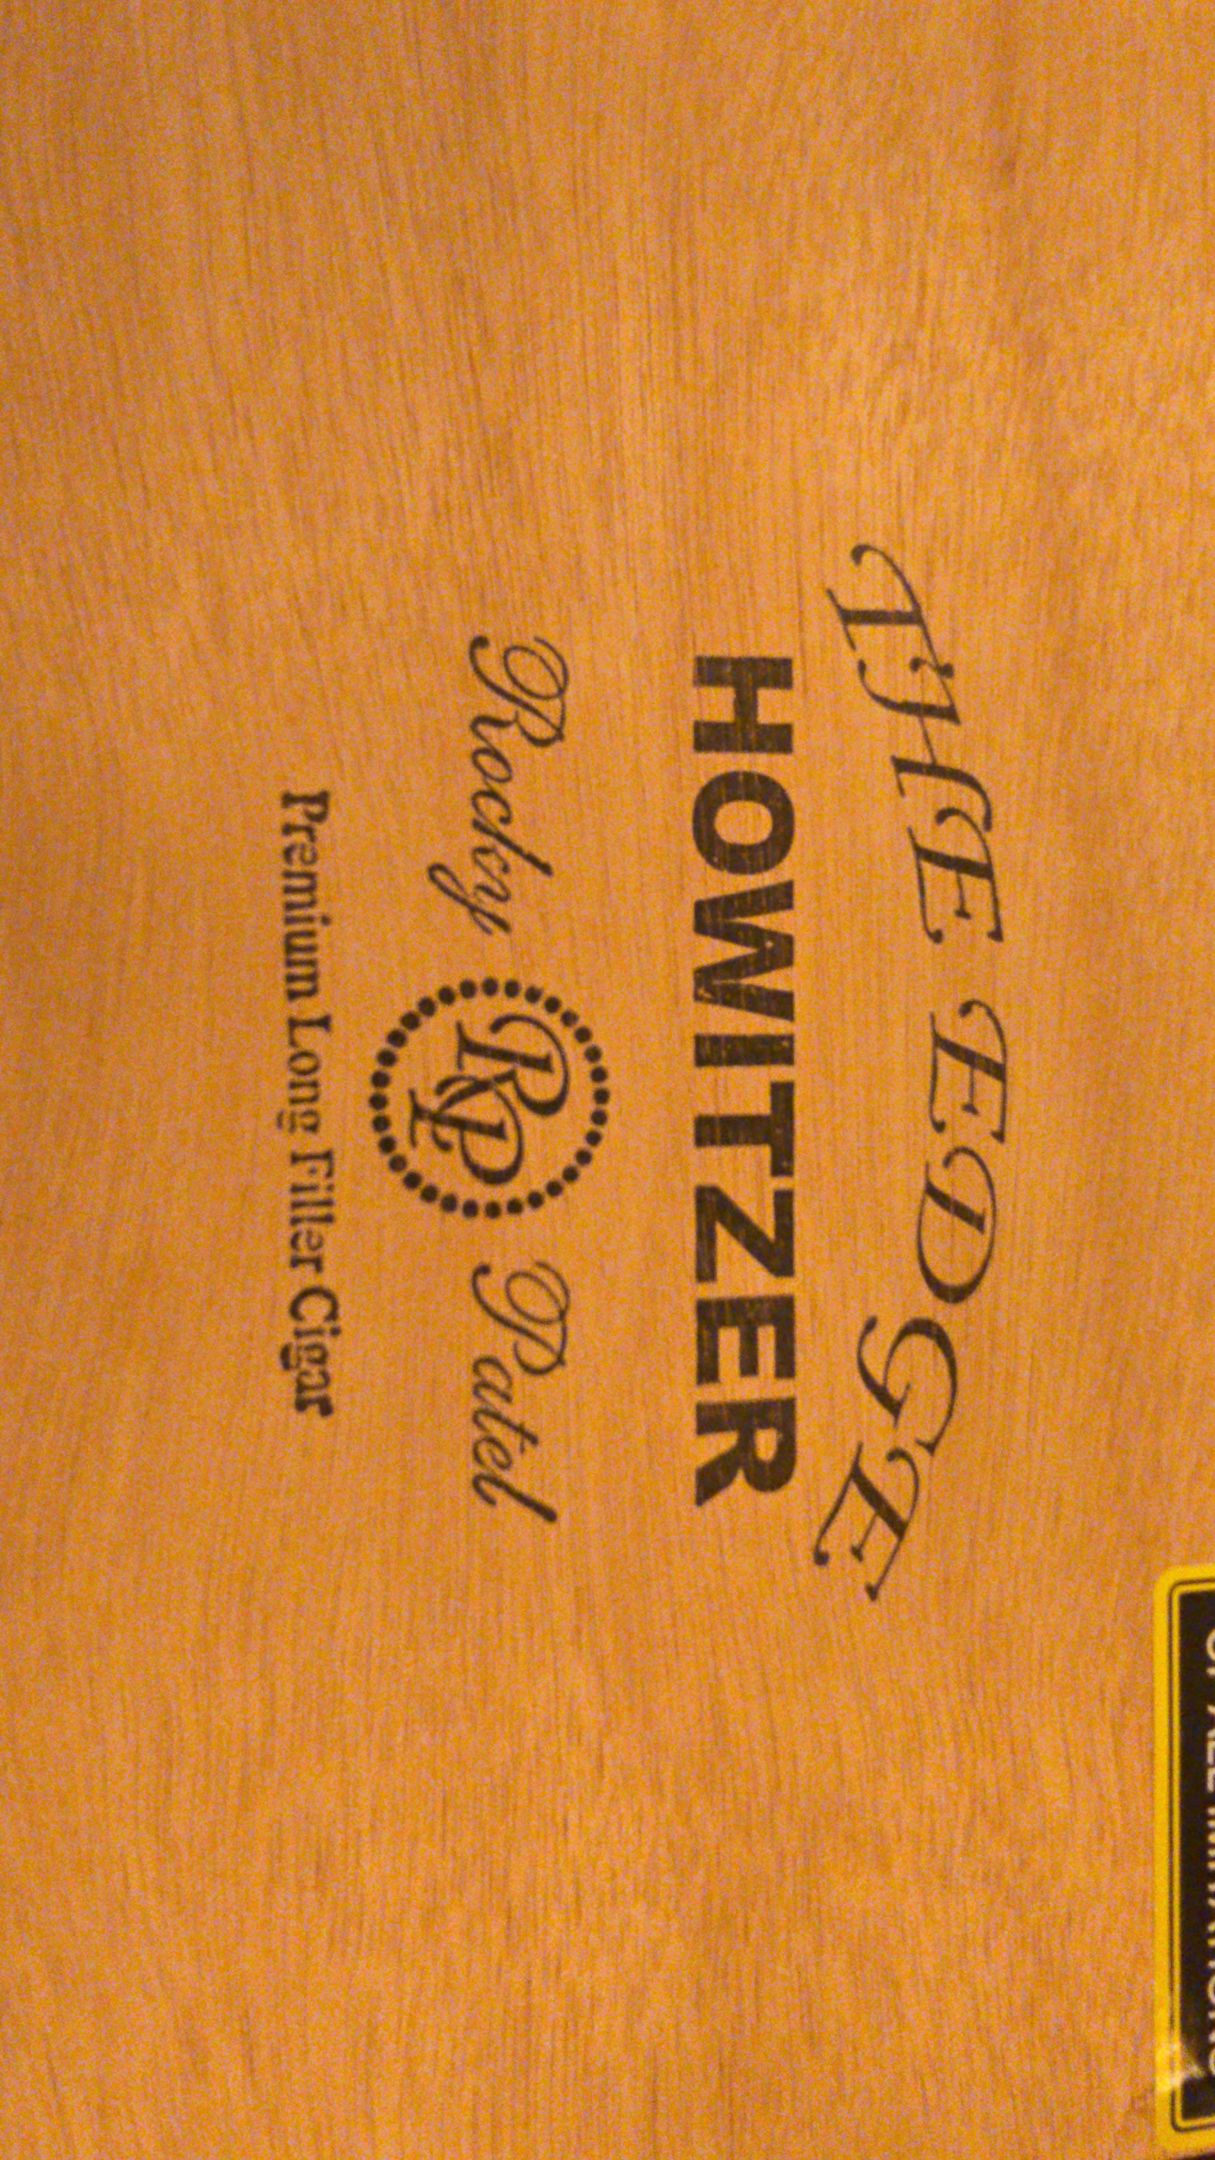 THE EDGE
HOWITZER
Rocky RP Patel
Premium Long Filler Cigar